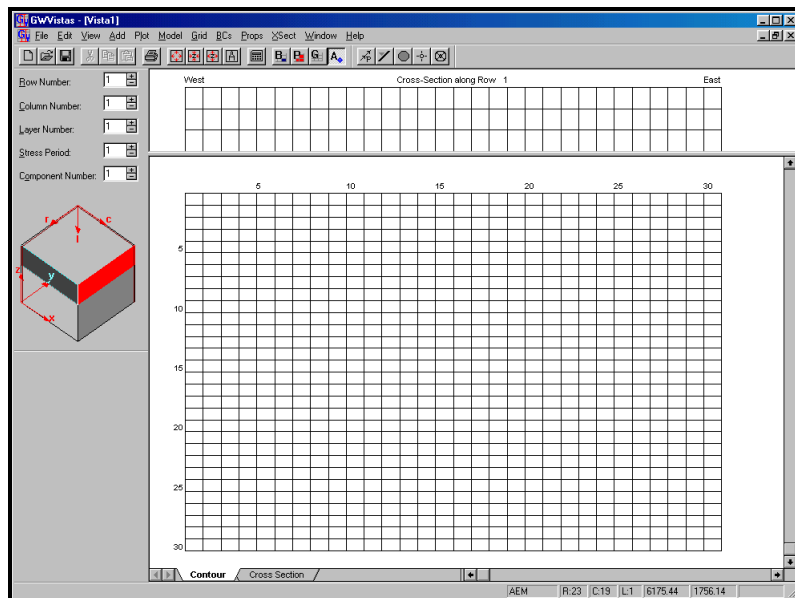 GWVistas - [Vista1]
File Edit View Add Plot Model Grid BCs Props XSect Window Help
Row Number: 1
Column Number: 1
Layer Number: 1
Stress Period: 1
Component Number: 1
West Cross-Section along Row 1 East
5 10 15 20 25 30
5
10
15
20
25
30
r c
l
z y
x
Contour Cross Section
AEM R:23 C:19 L:1 6175.44 1756.14